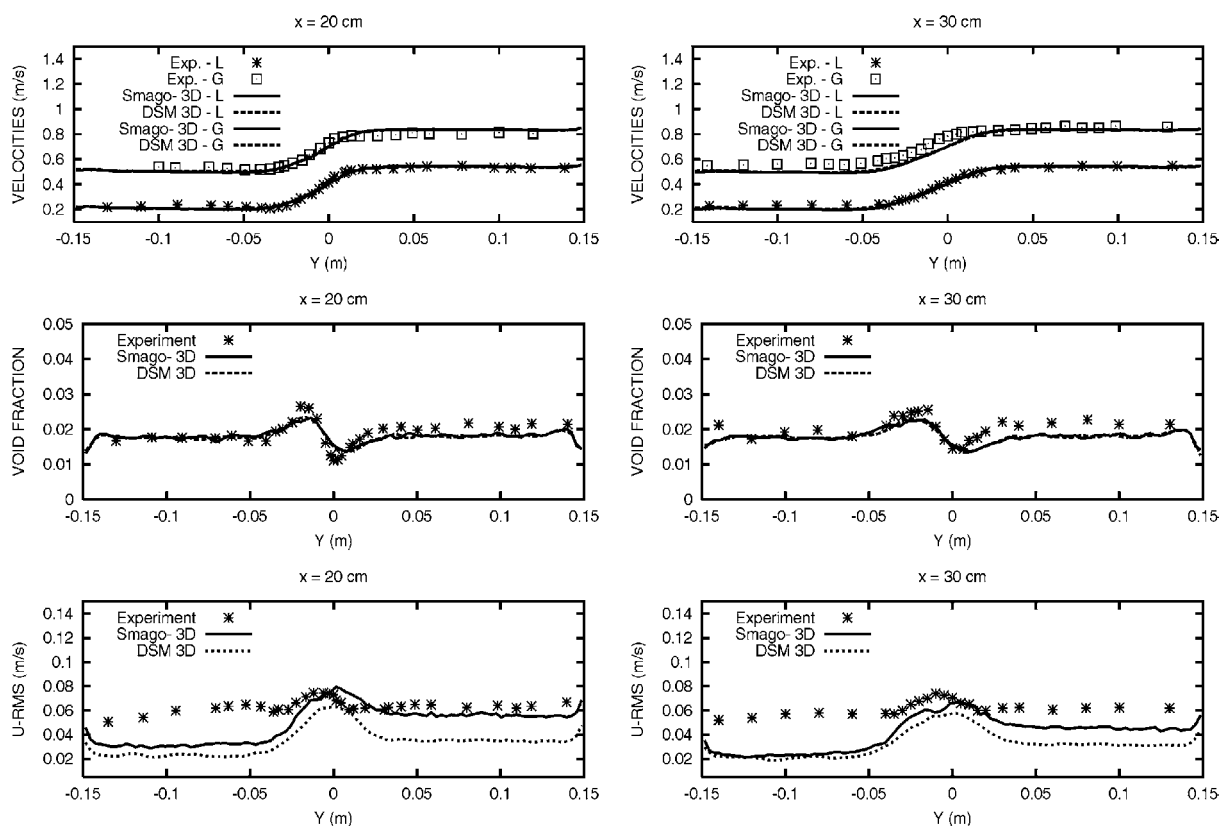 x = 20 cm
VELOCITIES (m/s)
1.4
1.2
1
0.8
0.6
0.4
0.2
Exp. - L
Exp. - G
Smago- 3D - L
DSM 3D - L
Smago- 3D - G
DSM 3D - G
-0.15 -0.1 -0.05 0 0.05 0.1 0.15
Y (m)
x = 30 cm
VELOCITIES (m/s)
1.4
1.2
1
0.8
0.6
0.4
0.2
Exp. - L
Exp. - G
Smago- 3D - L
DSM 3D - L
Smago- 3D - G
DSM 3D - G
-0.15 -0.1 -0.05 0 0.05 0.1 0.15
Y (m)
x = 20 cm
VOID FRACTION
0.05
0.04
0.03
0.02
0.01
0
Experiment
Smago- 3D
DSM 3D
-0.15 -0.1 -0.05 0 0.05 0.1 0.15
Y (m)
x = 30 cm
VOID FRACTION
0.05
0.04
0.03
0.02
0.01
0
Experiment
Smago- 3D
DSM 3D
-0.15 -0.1 -0.05 0 0.05 0.1 0.15
Y (m)
x = 20 cm
U-RMS (m/s)
0.14
0.12
0.1
0.08
0.06
0.04
0.02
Experiment
Smago- 3D
DSM 3D
-0.15 -0.1 -0.05 0 0.05 0.1 0.15
Y (m)
x = 30 cm
U-RMS (m/s)
0.14
0.12
0.1
0.08
0.06
0.04
0.02
Experiment
Smago- 3D
DSM 3D
-0.15 -0.1 -0.05 0 0.05 0.1 0.15
Y (m)